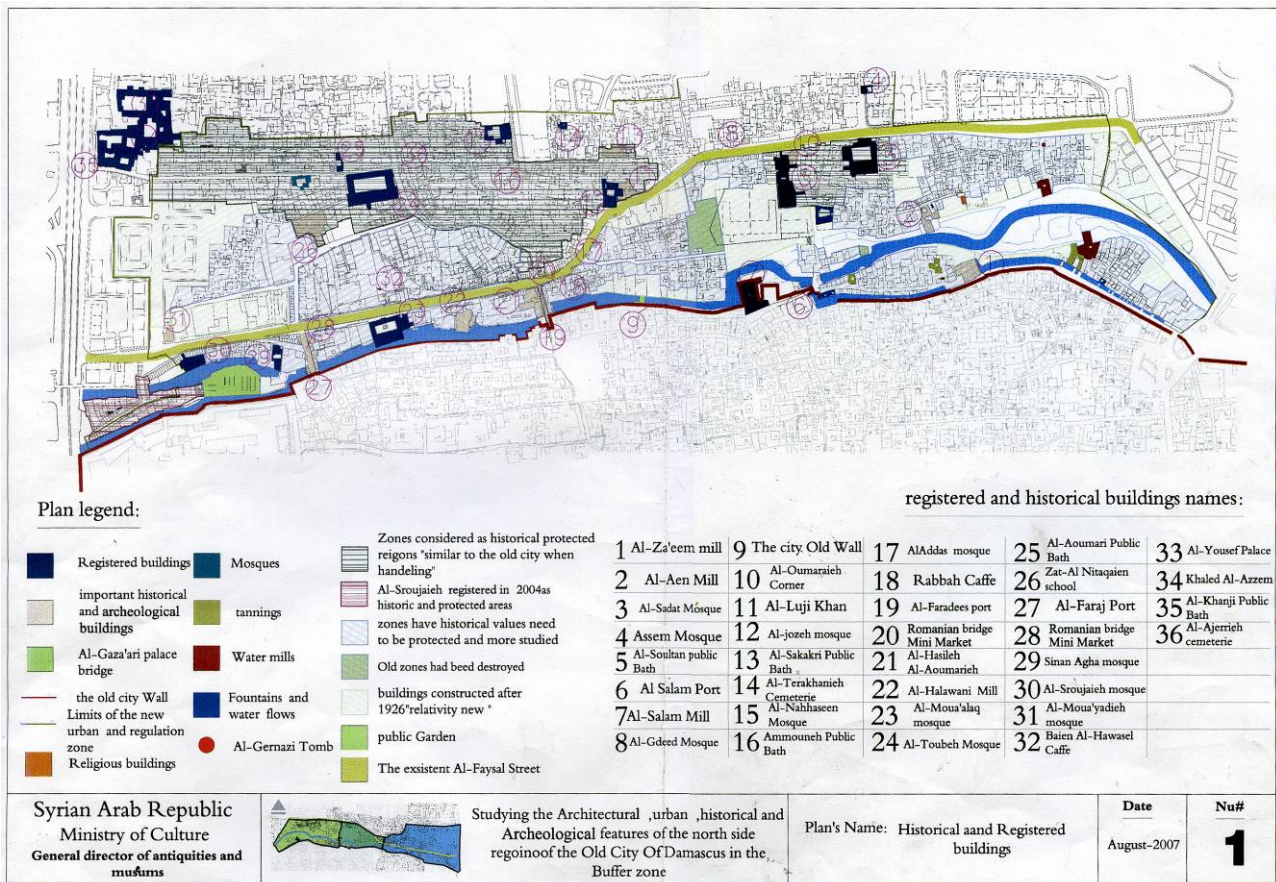 4
8
35
16
31
27
9
6
1
Plan legend:
Registered buildings
important historical
and archeological
buildings
Al-Gaza'ari palace
bridge
the old city Wall
Limits of the new
urban and regulation
zone
Religious buildings
Mosques
tannings
Water mills
Fountains and
water flows
Al-Gernazi Tomb
Zones considered as historical protected
reigons "similar to the old city when
handeling"
Al-Sroujaieh registered in 2004as
historic and protected areas
zones have historical values need
to be protected and more studied
Old zones had beed destroyed
buildings constructed after
1926"relativity new "
public Garden
The exsistent Al-Faysal Street
registered and historical buildings names:
1 Al-Za'eem mill
2 Al-Aen Mill
3 Al-Sadat Mosque
4 Assem Mosque
5 Al-Soultan public
Bath
6 Al Salam Port
7 Al-Salam Mill
8 Al-Gdeed Mosque
9 The city. Old Wall
10 Al-Oumaraieh
Corner
11 Al-Luji Khan
12 Al-jozeh mosque
13 Al-Sakakri Public
Bath
14 Al-Terakhanieh
Cemeterie
15 Al-Nahhaseen
Mosque
16 Ammouneh Public
Bath
17 AlAddas mosque
18 Rabbah Caffe
19 Al-Faradees port
20 Romanian bridge
Mini Market
21 Al-Hasileh
Al-Aoumarieh
22 Al-Halawani Mill
23 Al-Moua'alaq
mosque
24 Al-Toubeh Mosque
25 Al-Aoumari Public
Bath
26 Zat-Al Nitaqaien
school
27 Al-Faraj Port
28 Romanian bridge
Mini Market
29 Sinan Agha mosque
30 Al-Sroujaieh mosque
31 Al-Moua'yadieh
mosque
32 Baien Al-Hawasel
Caffe
33 Al-Yousef Palace
34 Khaled Al-Azzem
35 Al-Khanji Public
Bath
36 Al-Ajerrieh
cemeterie
Syrian Arab Republic
Ministry of Culture
General director of antiquities and
musums
Studying the Architectural ,urban ,historical and
Archeological features of the north side
regoinoof the Old City Of Damascus in the
Buffer zone
Plan's Name: Historical aand Registered
buildings
Date
August-2007
Nu#
1